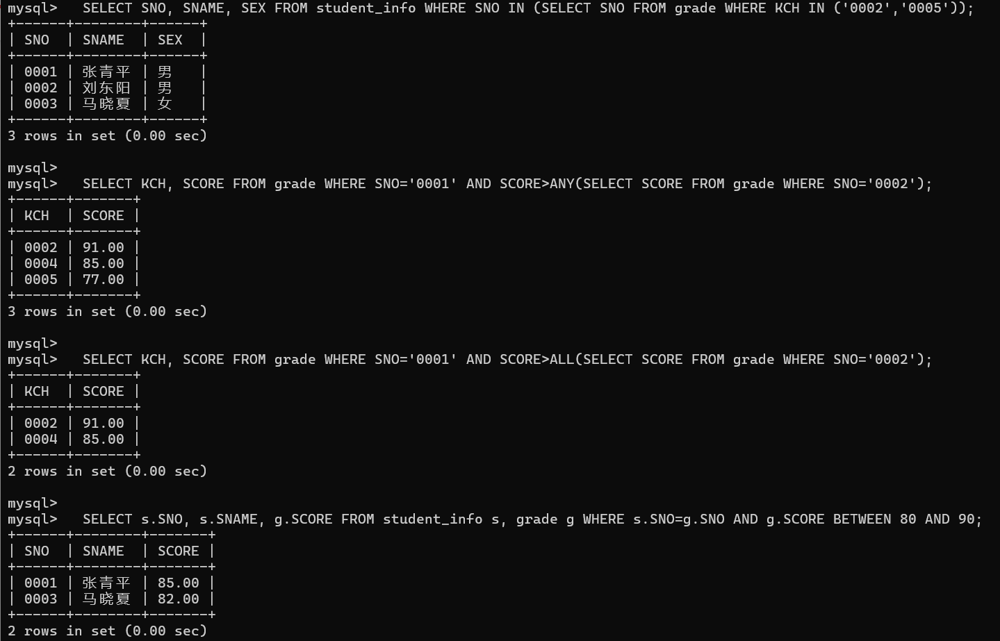 mysql>   SELECT SNO, SNAME, SEX FROM student_info WHERE SNO IN (SELECT SNO FROM grade WHERE KCH IN ('0002','0005'));
+------+--------+------+
| SNO  | SNAME  | SEX  |
+------+--------+------+
| 0001 | 张青平 | 男   |
| 0002 | 刘东阳 | 男   |
| 0003 | 马晓夏 | 女   |
+------+--------+------+
3 rows in set (0.00 sec)

mysql>
mysql>   SELECT KCH, SCORE FROM grade WHERE SNO='0001' AND SCORE>ANY(SELECT SCORE FROM grade WHERE SNO='0002');
+------+-------+
| KCH  | SCORE |
+------+-------+
| 0002 | 91.00 |
| 0004 | 85.00 |
| 0005 | 77.00 |
+------+-------+
3 rows in set (0.00 sec)

mysql>
mysql>   SELECT KCH, SCORE FROM grade WHERE SNO='0001' AND SCORE>ALL(SELECT SCORE FROM grade WHERE SNO='0002');
+------+-------+
| KCH  | SCORE |
+------+-------+
| 0002 | 91.00 |
| 0004 | 85.00 |
+------+-------+
2 rows in set (0.00 sec)

mysql>
mysql>   SELECT s.SNO, s.SNAME, g.SCORE FROM student_info s, grade g WHERE s.SNO=g.SNO AND g.SCORE BETWEEN 80 AND 90;
+------+--------+-------+
| SNO  | SNAME  | SCORE |
+------+--------+-------+
| 0001 | 张青平 | 85.00 |
| 0003 | 马晓夏 | 82.00 |
+------+--------+-------+
2 rows in set (0.00 sec)